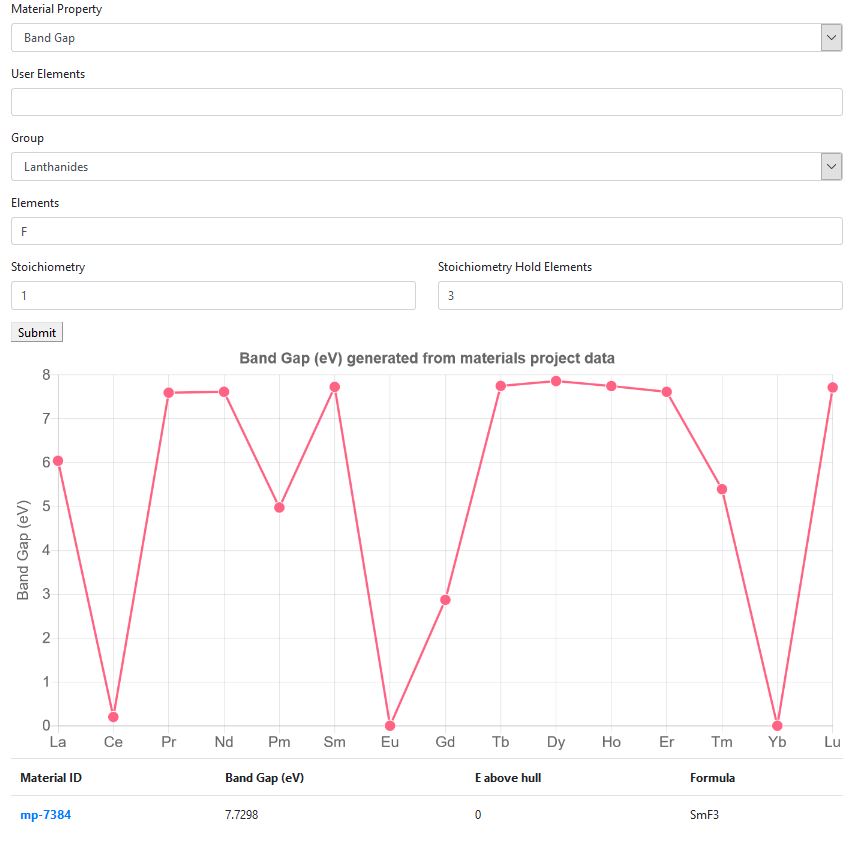 Material Property
Band Gap
User Elements
Group
Lanthanides
Elements
F
Stoichiometry Stoichiometry Hold Elements
1 3
Submit
Band Gap (eV) generated from materials project data
8
7
6
5
4
3
2
1
0
Band Gap (eV)
La Ce Pr Nd Pm Sm Eu Gd Tb Dy Ho Er Tm Yb Lu
Material ID Band Gap (eV) E above hull Formula
mp-7384 7.7298 0 SmF3